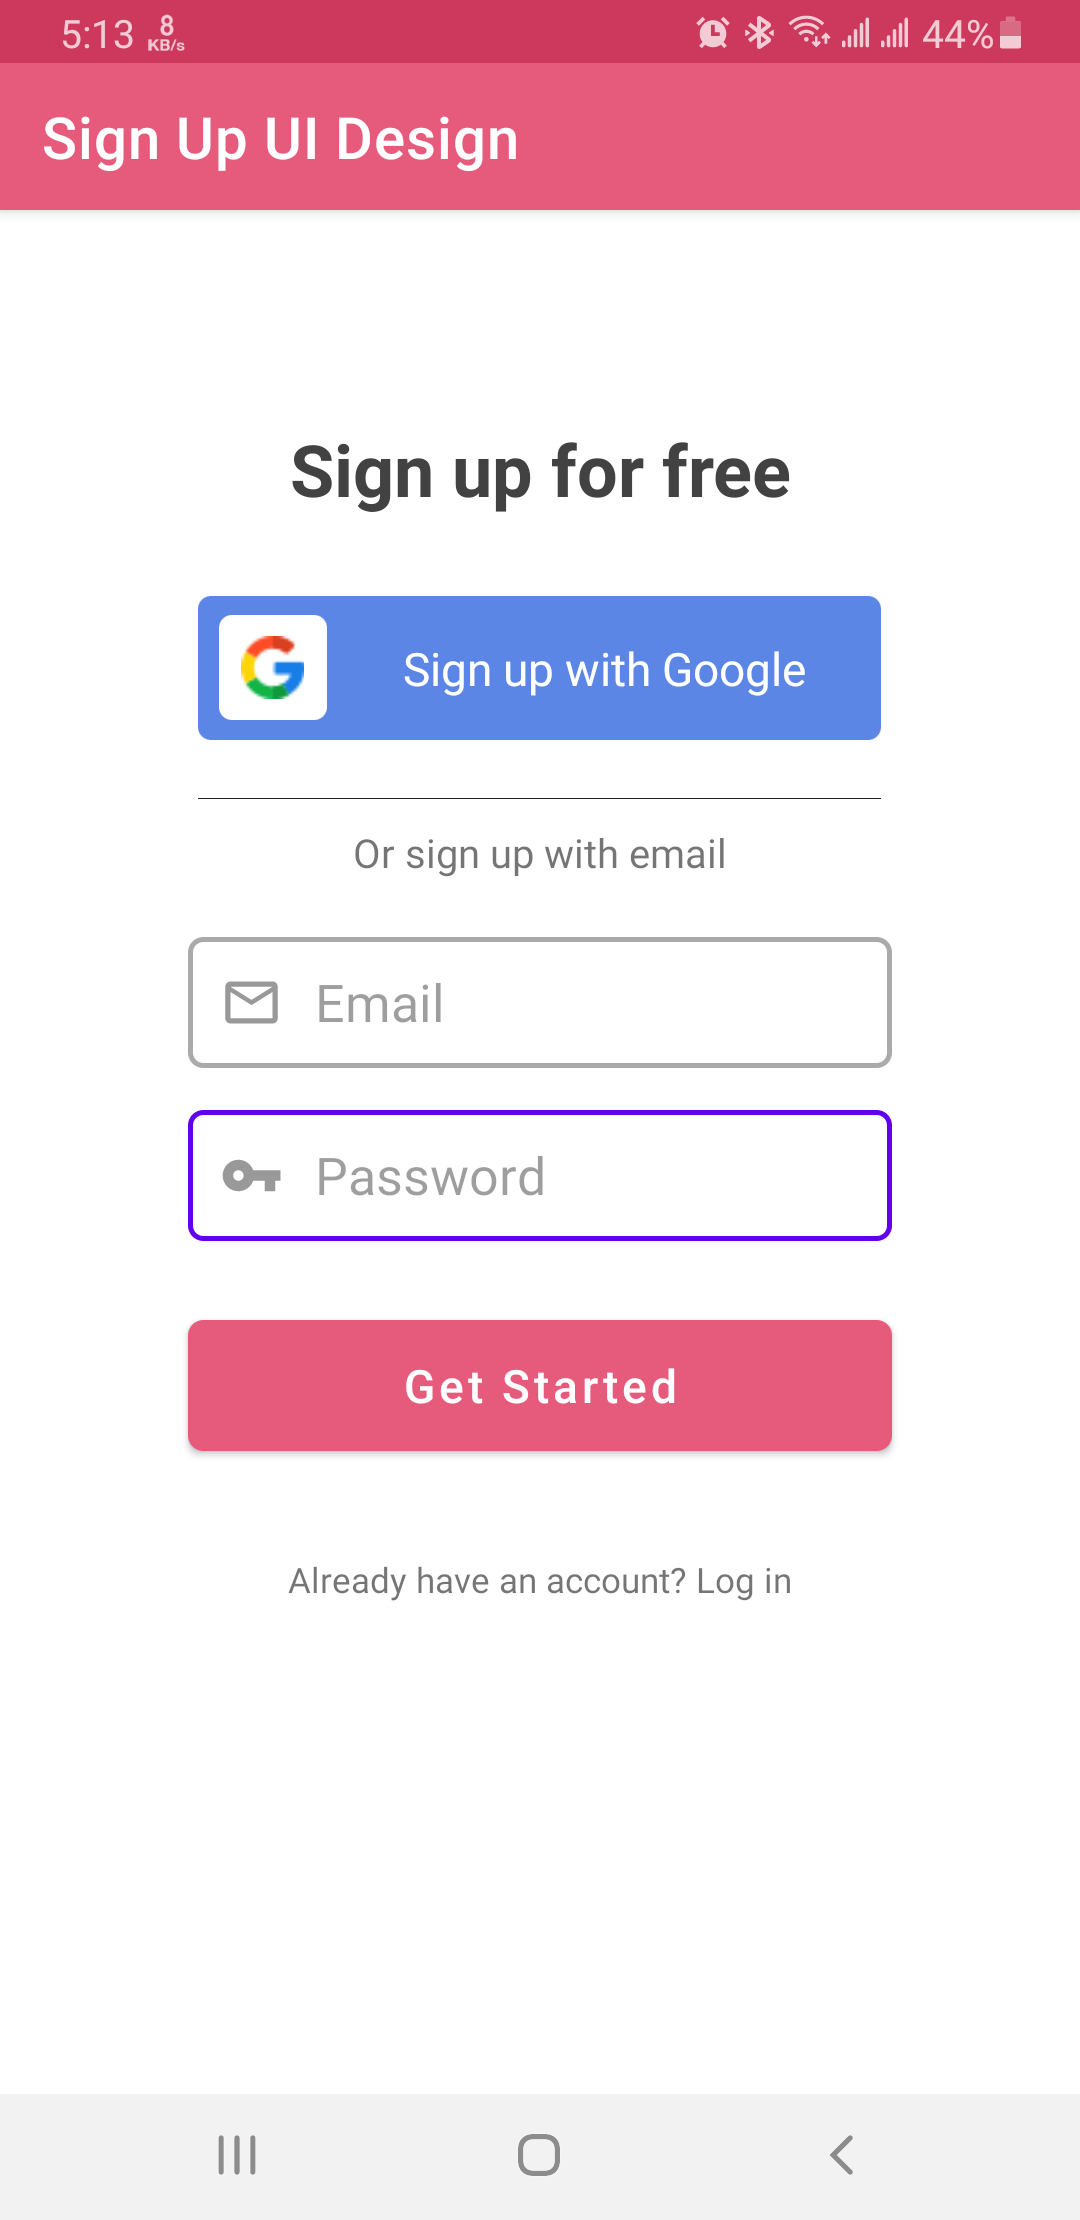 5:13 8 KB/s 44%
Sign Up UI Design
Sign up for free
Sign up with Google
Or sign up with email
Email
Password
Get Started
Already have an account? Log in